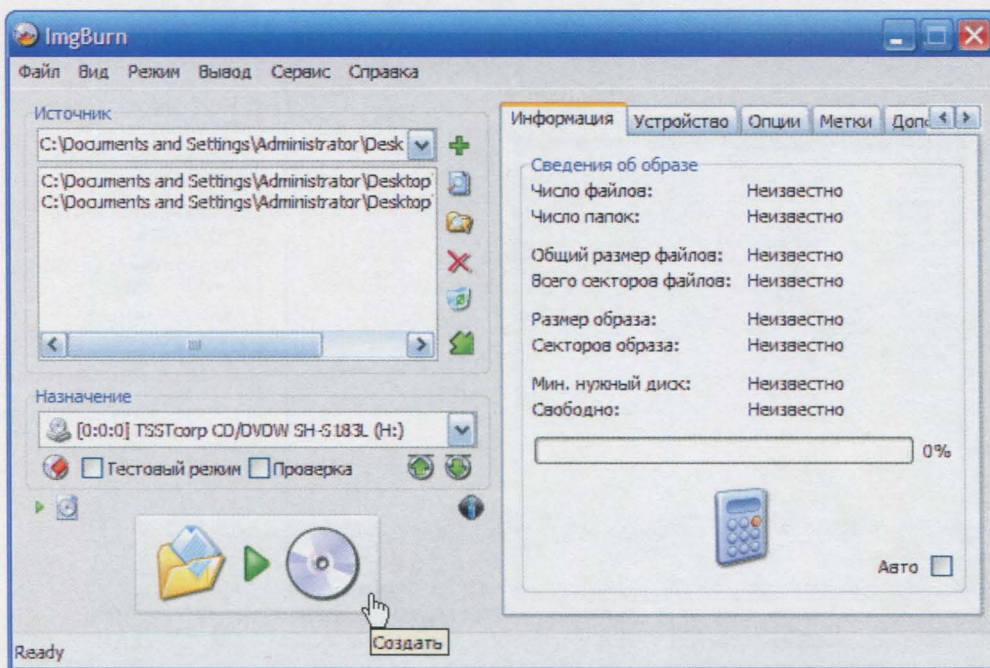 ImgBurn
Файл Вид Режим Вывод Сервис Справка
Источник
C:\Documents and Settings\Administrator\Desk
C:\Documents and Settings\Administrator\Desktop
C:\Documents and Settings\Administrator\Desktop
Назначение
[0:0:0] TSSTcorp CD/DVDW SH-S183L (H:)
Тестовый режим Проверка
Создать
Ready
Информация Устройство Опции Метки Допо
Сведения об образе
Число файлов: Неизвестно
Число папок: Неизвестно
Общий размер файлов: Неизвестно
Всего секторов файлов: Неизвестно
Размер образа: Неизвестно
Секторов образа: Неизвестно
Мин. нужный диск: Неизвестно
Свободно: Неизвестно
0%
Авто